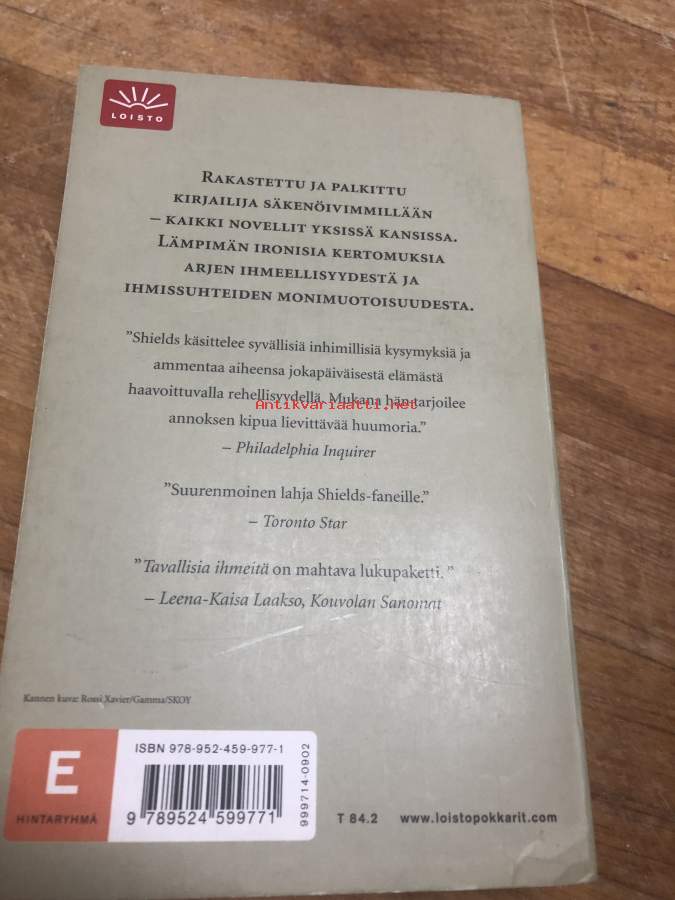 LOISTO
RAKASTETTU JA PALKITTU
KIRJAILIJA SÄKENÖIVIMMILLÄÄN
– KAIKKI NOVELLIT YKSISSÄ KANSISSA.
LÄMPIMÄN IRONISIA KERTOMUKSIA
ARJEN IHMEELLISYYDESTÄ JA
IHMISSUHTEIDEN MONIMUOTOISUUDESTA.
”Shields käsittelee syvällisiä inhimillisiä kysymyksiä ja
ammentaa aiheensa jokapäiväisestä elämästä
haavoittuvalla rehellisyydellä. Mukana hän tarjoilee
Antikvariaatti.net
annoksen kipua lievittävää huumoria.”
– Philadelphia Inquirer
”Suurenmoinen lahja Shields-faneille.”
– Toronto Star
”Tavallisia ihmeitä on mahtava lukupaketti.”
– Leena-Kaisa Laakso, Kouvolan Sanomat
Kannen kuva: Rossi Xavier/Gamma/SKOY
E
HINTARYHMÄ
ISBN 978-952-459-977-1
9 789524 599771
999714-0902
T 84.2 www.loistopokkarit.com